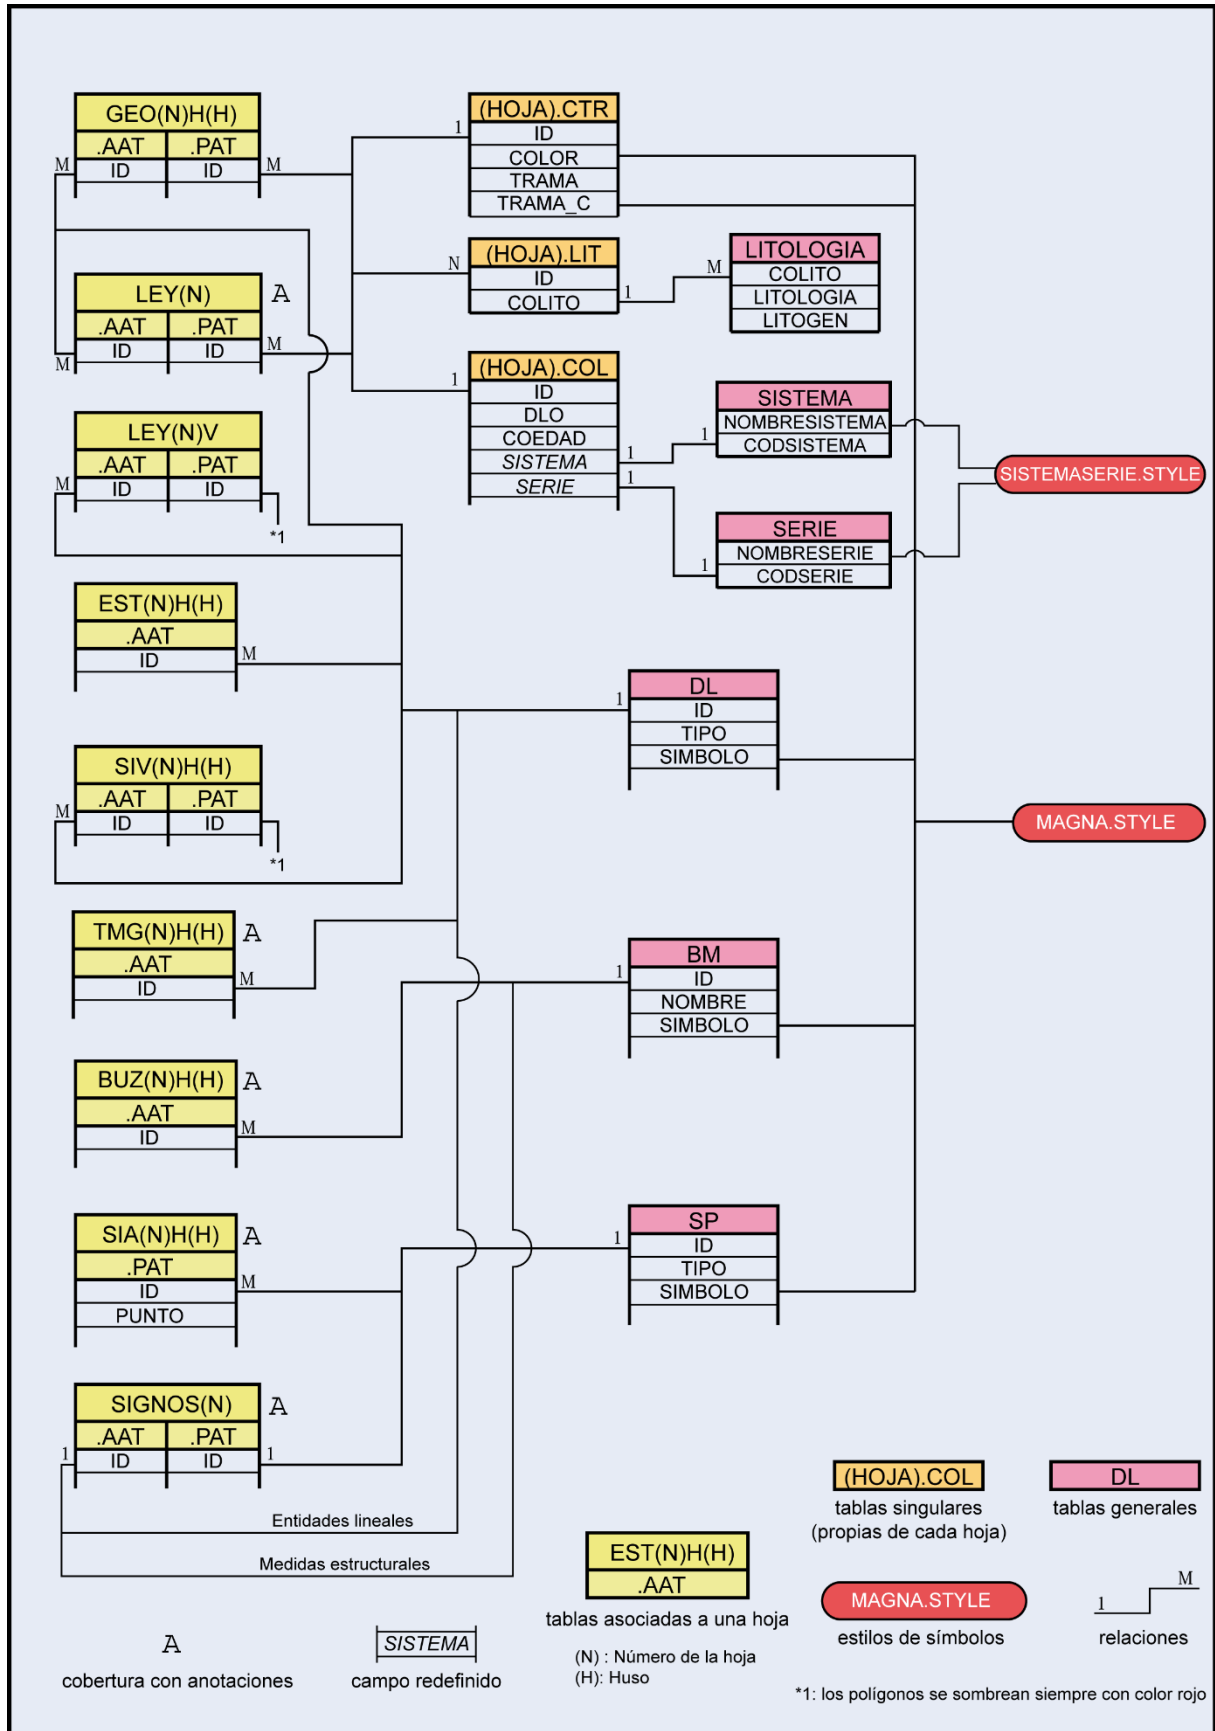 GEO(N)H(H)
.AAT .PAT
M ID ID M
LEY(N) A
.AAT .PAT
M ID ID M
LEY(N)V
.AAT .PAT
M ID ID
*1
EST(N)H(H)
.AAT
ID M
SIV(N)H(H)
.AAT .PAT
M ID ID
*1
TMG(N)H(H) A
.AAT
ID M
BUZ(N)H(H) A
.AAT
ID M
SIA(N)H(H) A
.PAT
ID M
PUNTO
SIGNOS(N) A
.AAT .PAT
1 ID ID 1
Entidades lineales
Medidas estructurales
(HOJA).CTR
1 ID
COLOR
TRAMA
TRAMA_C
(HOJA).LIT
N ID
COLITO 1
(HOJA).COL
1 ID
DLO
COEDAD
SISTEMA 1
SERIE 1
LITOLOGIA
M COLITO
LITOLOGIA
LITOGEN
SISTEMA
NOMBRESISTEMA
1 CODSISTEMA
SERIE
NOMBRESERIE
1 CODSERIE
SISTEMASERIE.STYLE
DL
1 ID
TIPO
SIMBOLO
MAGNA.STYLE
BM
1 ID
NOMBRE
SIMBOLO
SP
1 ID
TIPO
SIMBOLO
(HOJA).COL
tablas singulares
(propias de cada hoja)
DL
tablas generales
EST(N)H(H)
.AAT
tablas asociadas a una hoja
(N) : Número de la hoja
(H): Huso
MAGNA.STYLE
estilos de símbolos
1 M
relaciones
A
cobertura con anotaciones
SISTEMA
campo redefinido
*1: los polígonos se sombrean siempre con color rojo